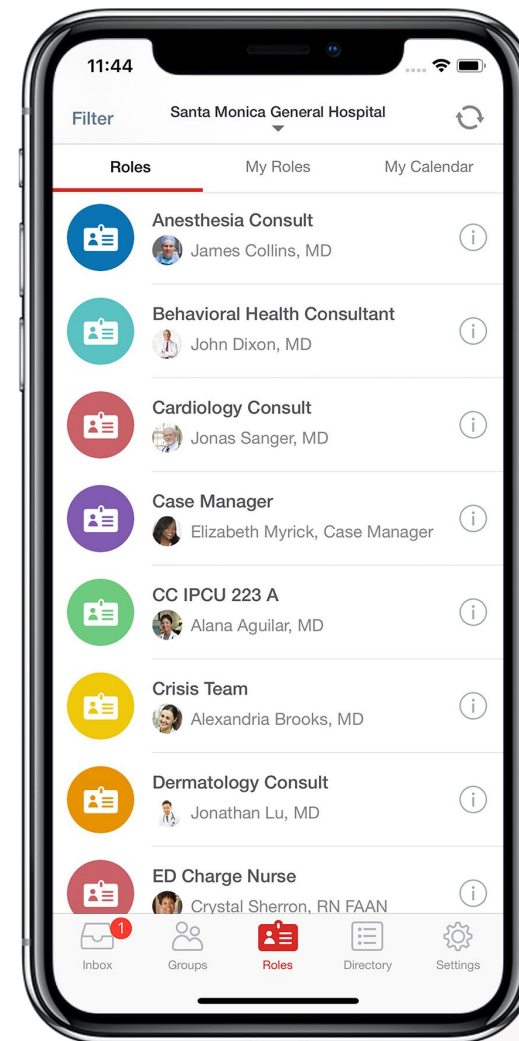 11:44
Filter
Santa Monica General Hospital
Roles
My Roles
My Calendar
Anesthesia Consult
James Collins, MD
Behavioral Health Consultant
John Dixon, MD
Cardiology Consult
Jonas Sanger, MD
Case Manager
Elizabeth Myrick, Case Manager
CC IPCU 223 A
Alana Aguilar, MD
Crisis Team
Alexandria Brooks, MD
Dermatology Consult
Jonathan Lu, MD
ED Charge Nurse
Crystal Sherron, RN FAAN
1
Inbox
Groups
Roles
Directory
Settings